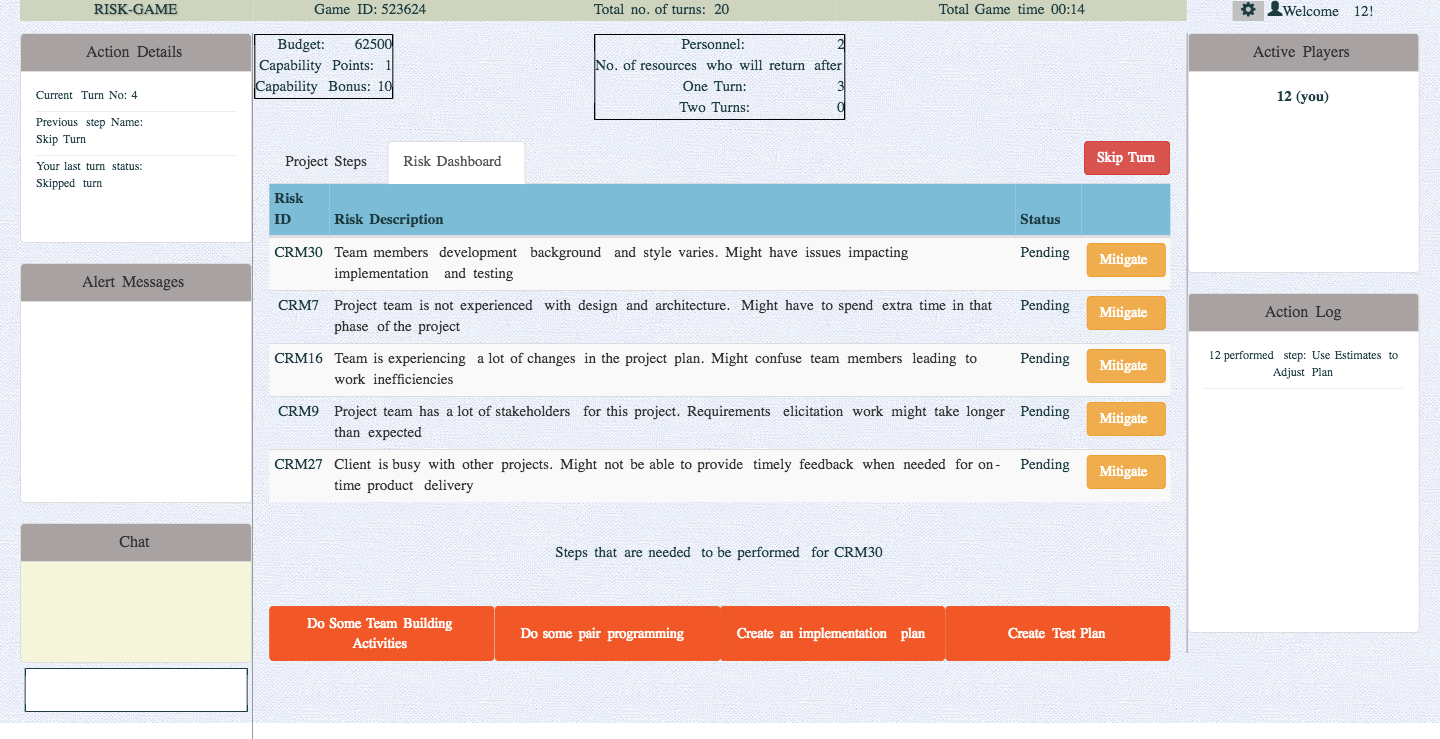 RISK-GAME Game ID: 523624 Total no. of turns: 20 Total Game time 00:14 Welcome 12!
Action Details
Current Turn No: 4
Previous step Name:
Skip Turn
Your last turn status:
Skipped turn
Alert Messages
Chat
Budget: 62500
Capability Points: 1
Capability Bonus: 10
Personnel: 2
No. of resources who will return after
One Turn: 3
Two Turns: 0
Project Steps Risk Dashboard Skip Turn
Risk
ID Risk Description Status
CRM30 Team members development background and style varies. Might have issues impacting Pending Mitigate
implementation and testing
CRM7 Project team is not experienced with design and architecture. Might have to spend extra time in that Pending Mitigate
phase of the project
CRM16 Team is experiencing a lot of changes in the project plan. Might confuse team members leading to Pending Mitigate
work inefficiencies
CRM9 Project team has a lot of stakeholders for this project. Requirements elicitation work might take longer Pending Mitigate
than expected
CRM27 Client is busy with other projects. Might not be able to provide timely feedback when needed for on- Pending Mitigate
time product delivery
Steps that are needed to be performed for CRM30
Do Some Team Building
Activities
Do some pair programming
Create an implementation plan
Create Test Plan
Active Players
12 (you)
Action Log
12 performed step: Use Estimates to
Adjust Plan